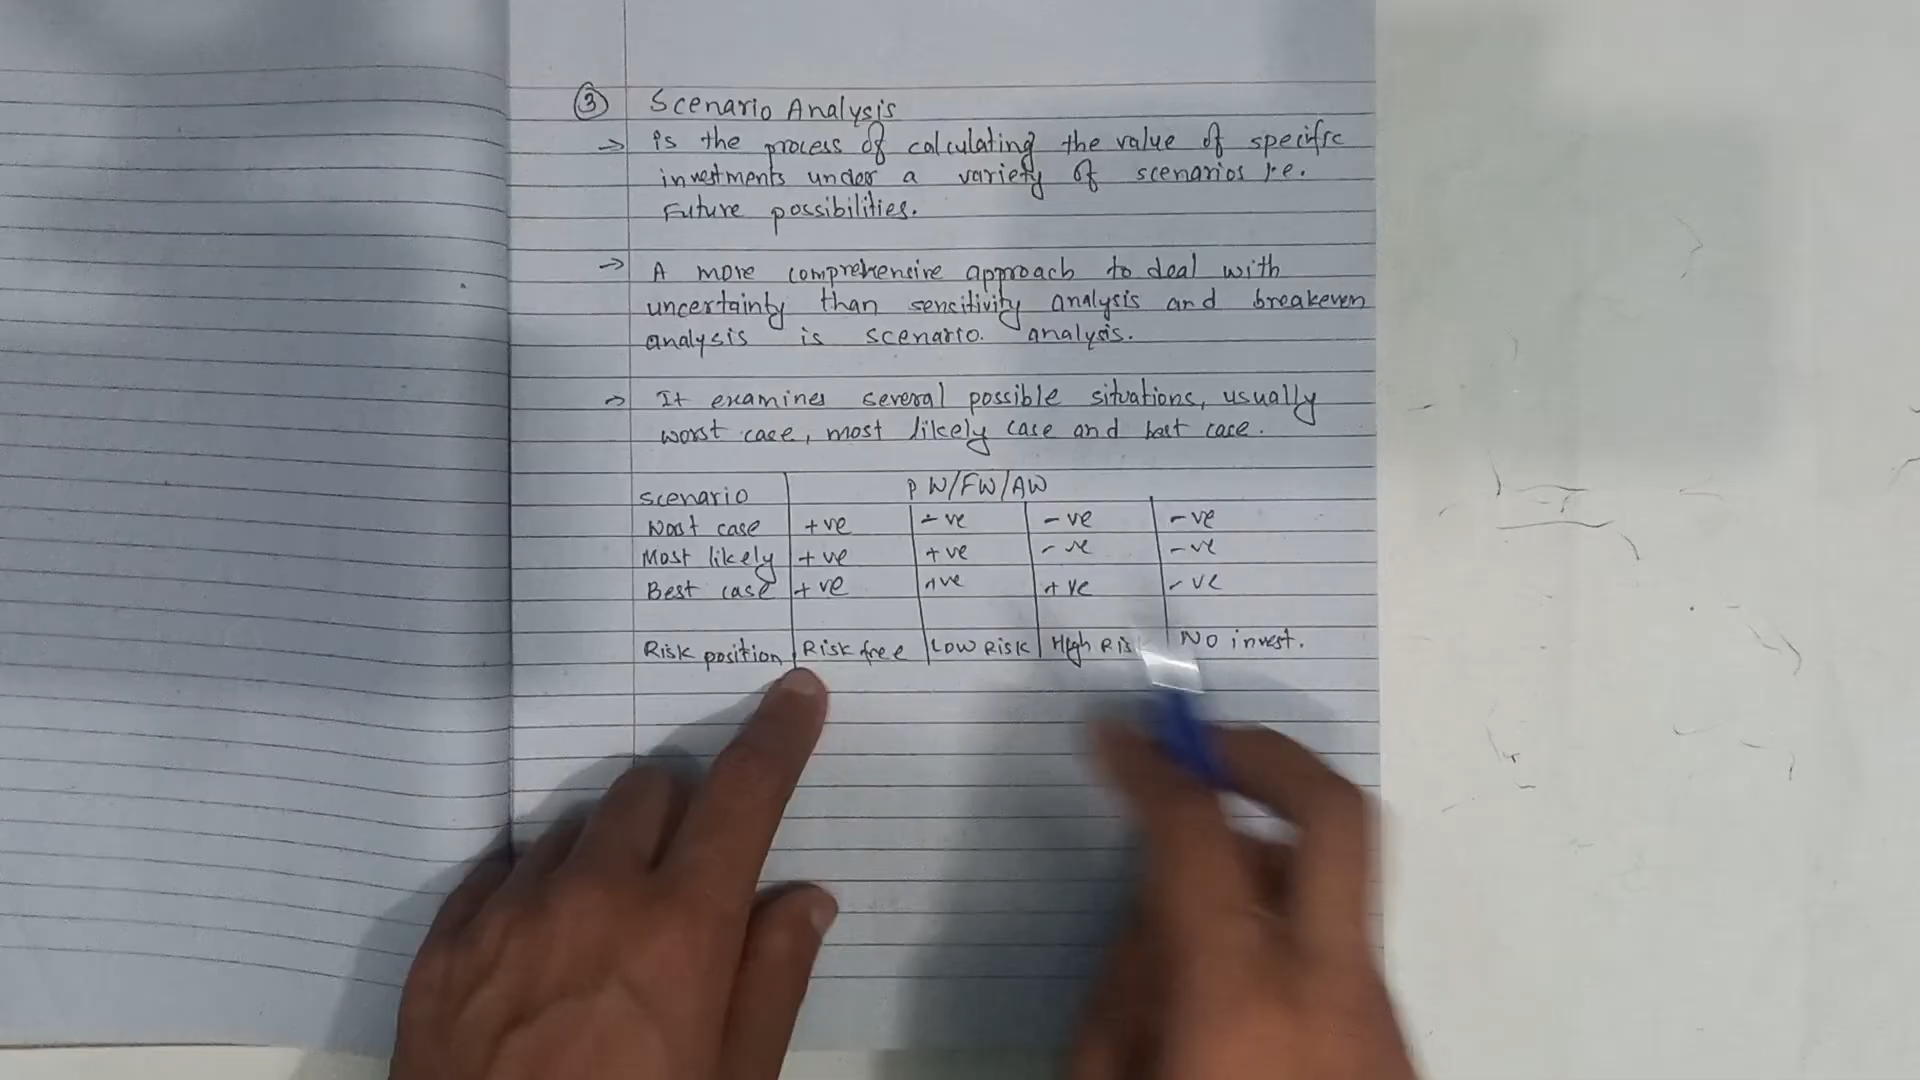 ③ Scenario Analysis
→ is the process of calculating the value of specific
investments under a variety of scenarios i.e.
Future possibilities.
→ A more comprehensive approach to deal with
uncertainty than sencitivity analysis and breakeven
analysis is scenario. analysis.
→ It examines several possible situations, usually
worst case, most likely case and best case.
Scenario PW/FW/AW
Worst case +ve -ve -ve -ve
Most likely +ve +ve -ve -ve
Best case +ve +ve +ve -ve
Risk position Risk free Low Risk High Ris No invest.